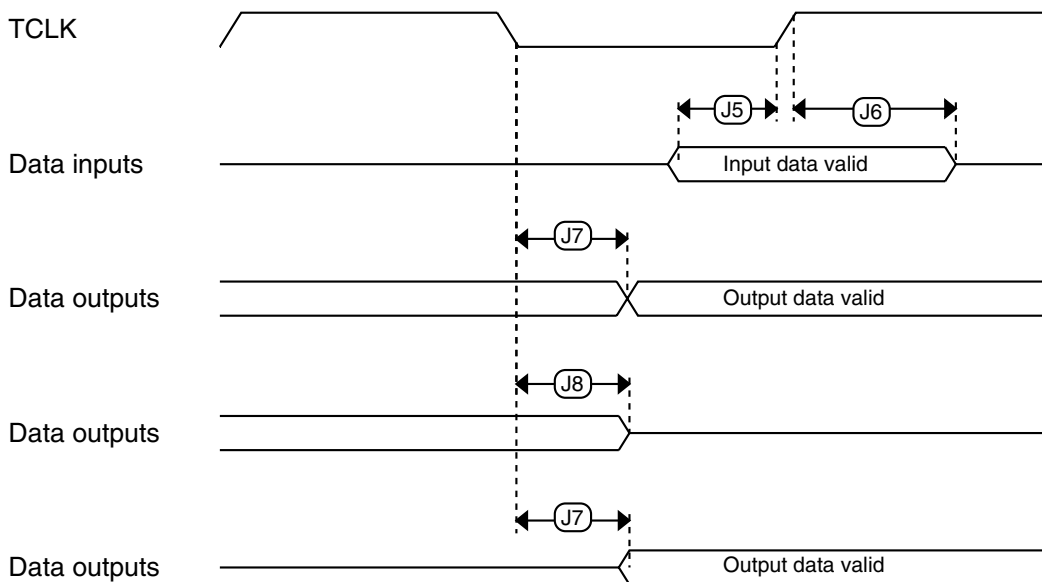 TCLK
J5
J6
Data inputs
Input data valid
J7
Data outputs
Output data valid
J8
Data outputs
J7
Data outputs
Output data valid